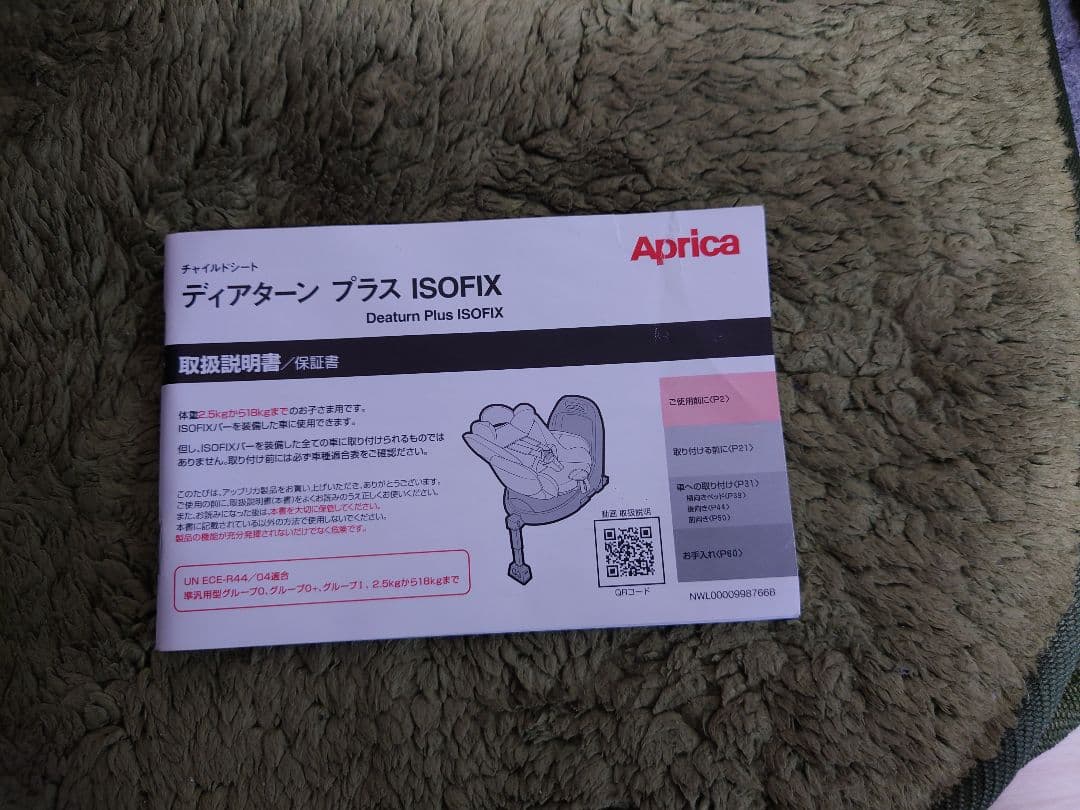 Aprica
チャイルドシート
ディアターン プラス ISOFIX
Deaturn Plus ISOFIX
取扱説明書／保証書
体重2.5kgから18kgまでのお子さま用です。
ISOFIXバーを装備した車に使用できます。
但し、ISOFIXバーを装備した全ての車に取り付けられるものでは
ありません。取り付け前には必ず車種適合表をご確認ください。
このたびは、アップリカ製品をお買い上げいただき、ありがとうございます。
ご使用の前に、取扱説明書(本書)をよくお読みのうえ正しくお使いください。
また、お読みになった後は、本書を大切に保管してください。
本書に記載されている以外の方法で使用しないでください。
製品の機能が充分発揮されないだけでなく危険です。
UN ECE-R44／04適合
準汎用型グループ0、グループ0+、グループI、2.5kgから18kgまで
動画 取扱説明
QRコード
ご使用前に〈P2〉
取り付ける前に〈P21〉
車への取り付け〈P31〉
横向きベッド〈P38〉
後向き〈P44〉
前向き〈P50〉
お手入れ〈P60〉
NWL0000998766B